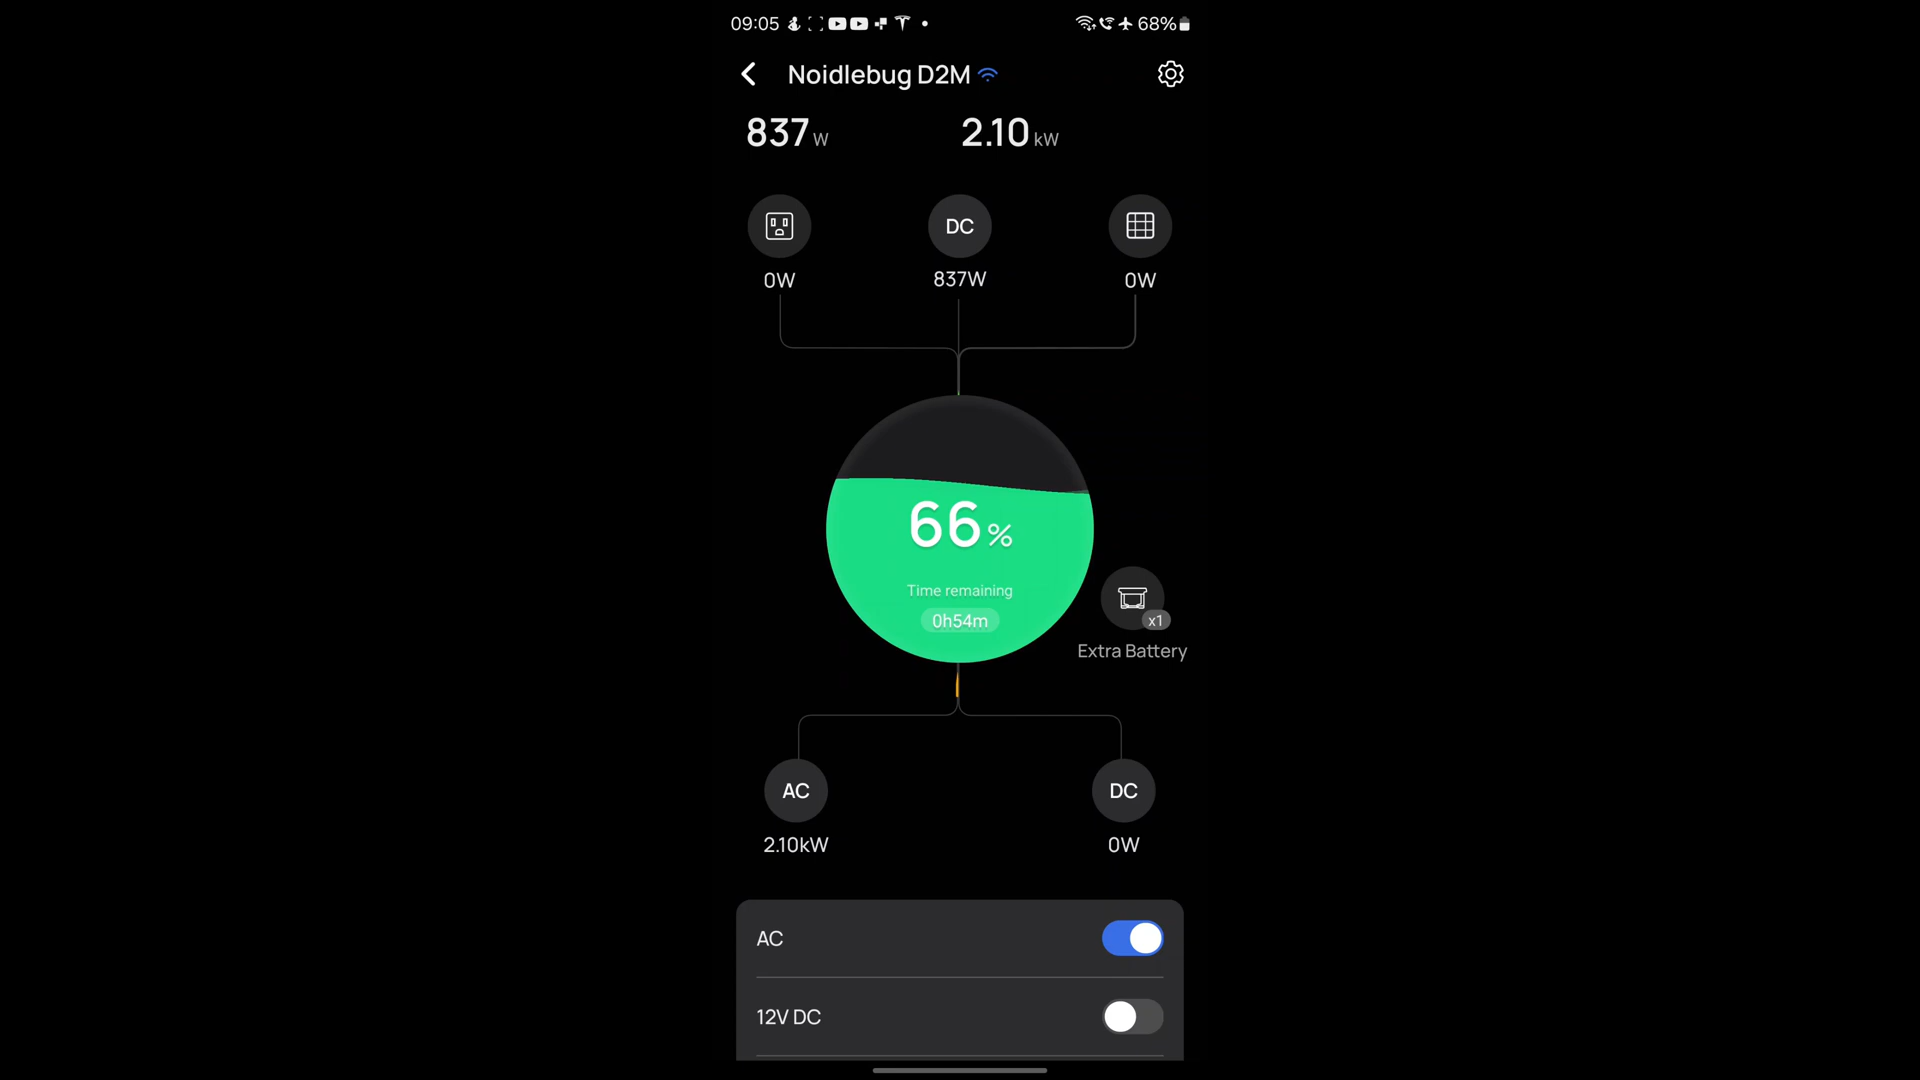 09:05 68%
Noidlebug D2M
837 W 2.10 kW
DC
0W 837W 0W
66 %
Time remaining
0h54m
x1
Extra Battery
AC DC
2.10kW 0W
AC
12V DC